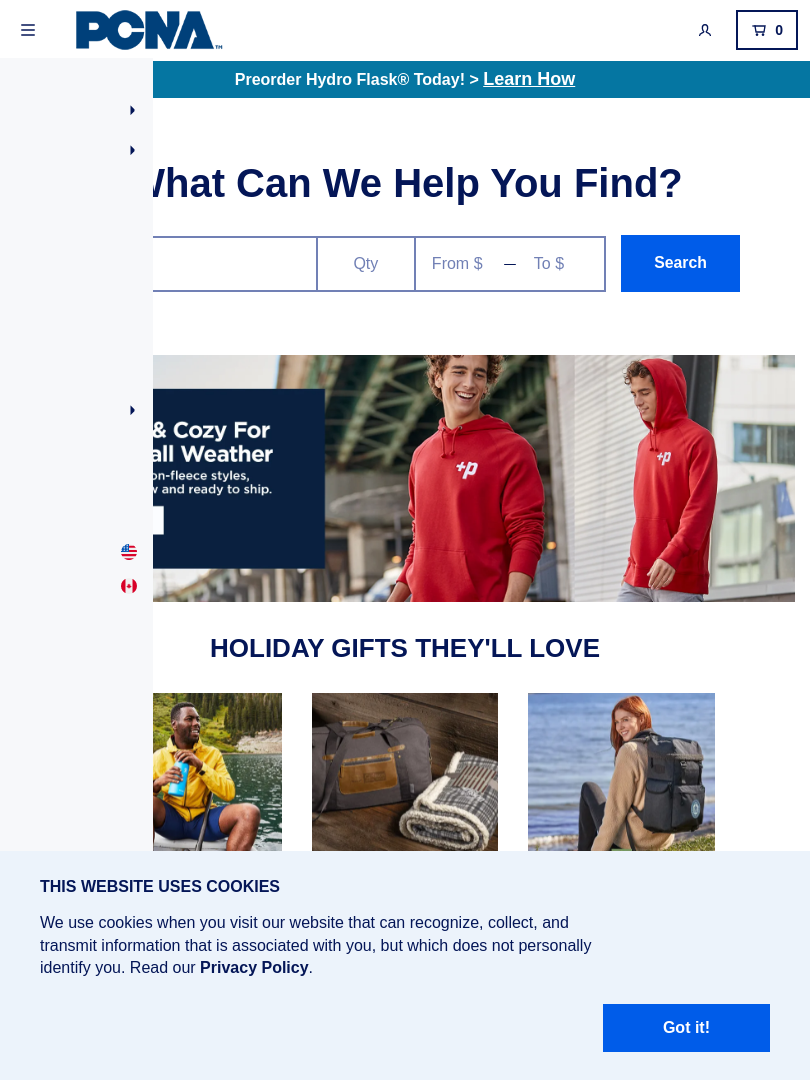 PCNA™
0
Preorder Hydro Flask® Today! > Learn How
What Can We Help You Find?
Qty
From $ — To $
Search
& Cozy For
all Weather
on-fleece styles,
and ready to ship.
+p
+p
HOLIDAY GIFTS THEY'LL LOVE
THIS WEBSITE USES COOKIES
We use cookies when you visit our website that can recognize, collect, and
transmit information that is associated with you, but which does not personally
identify you. Read our Privacy Policy.
Got it!